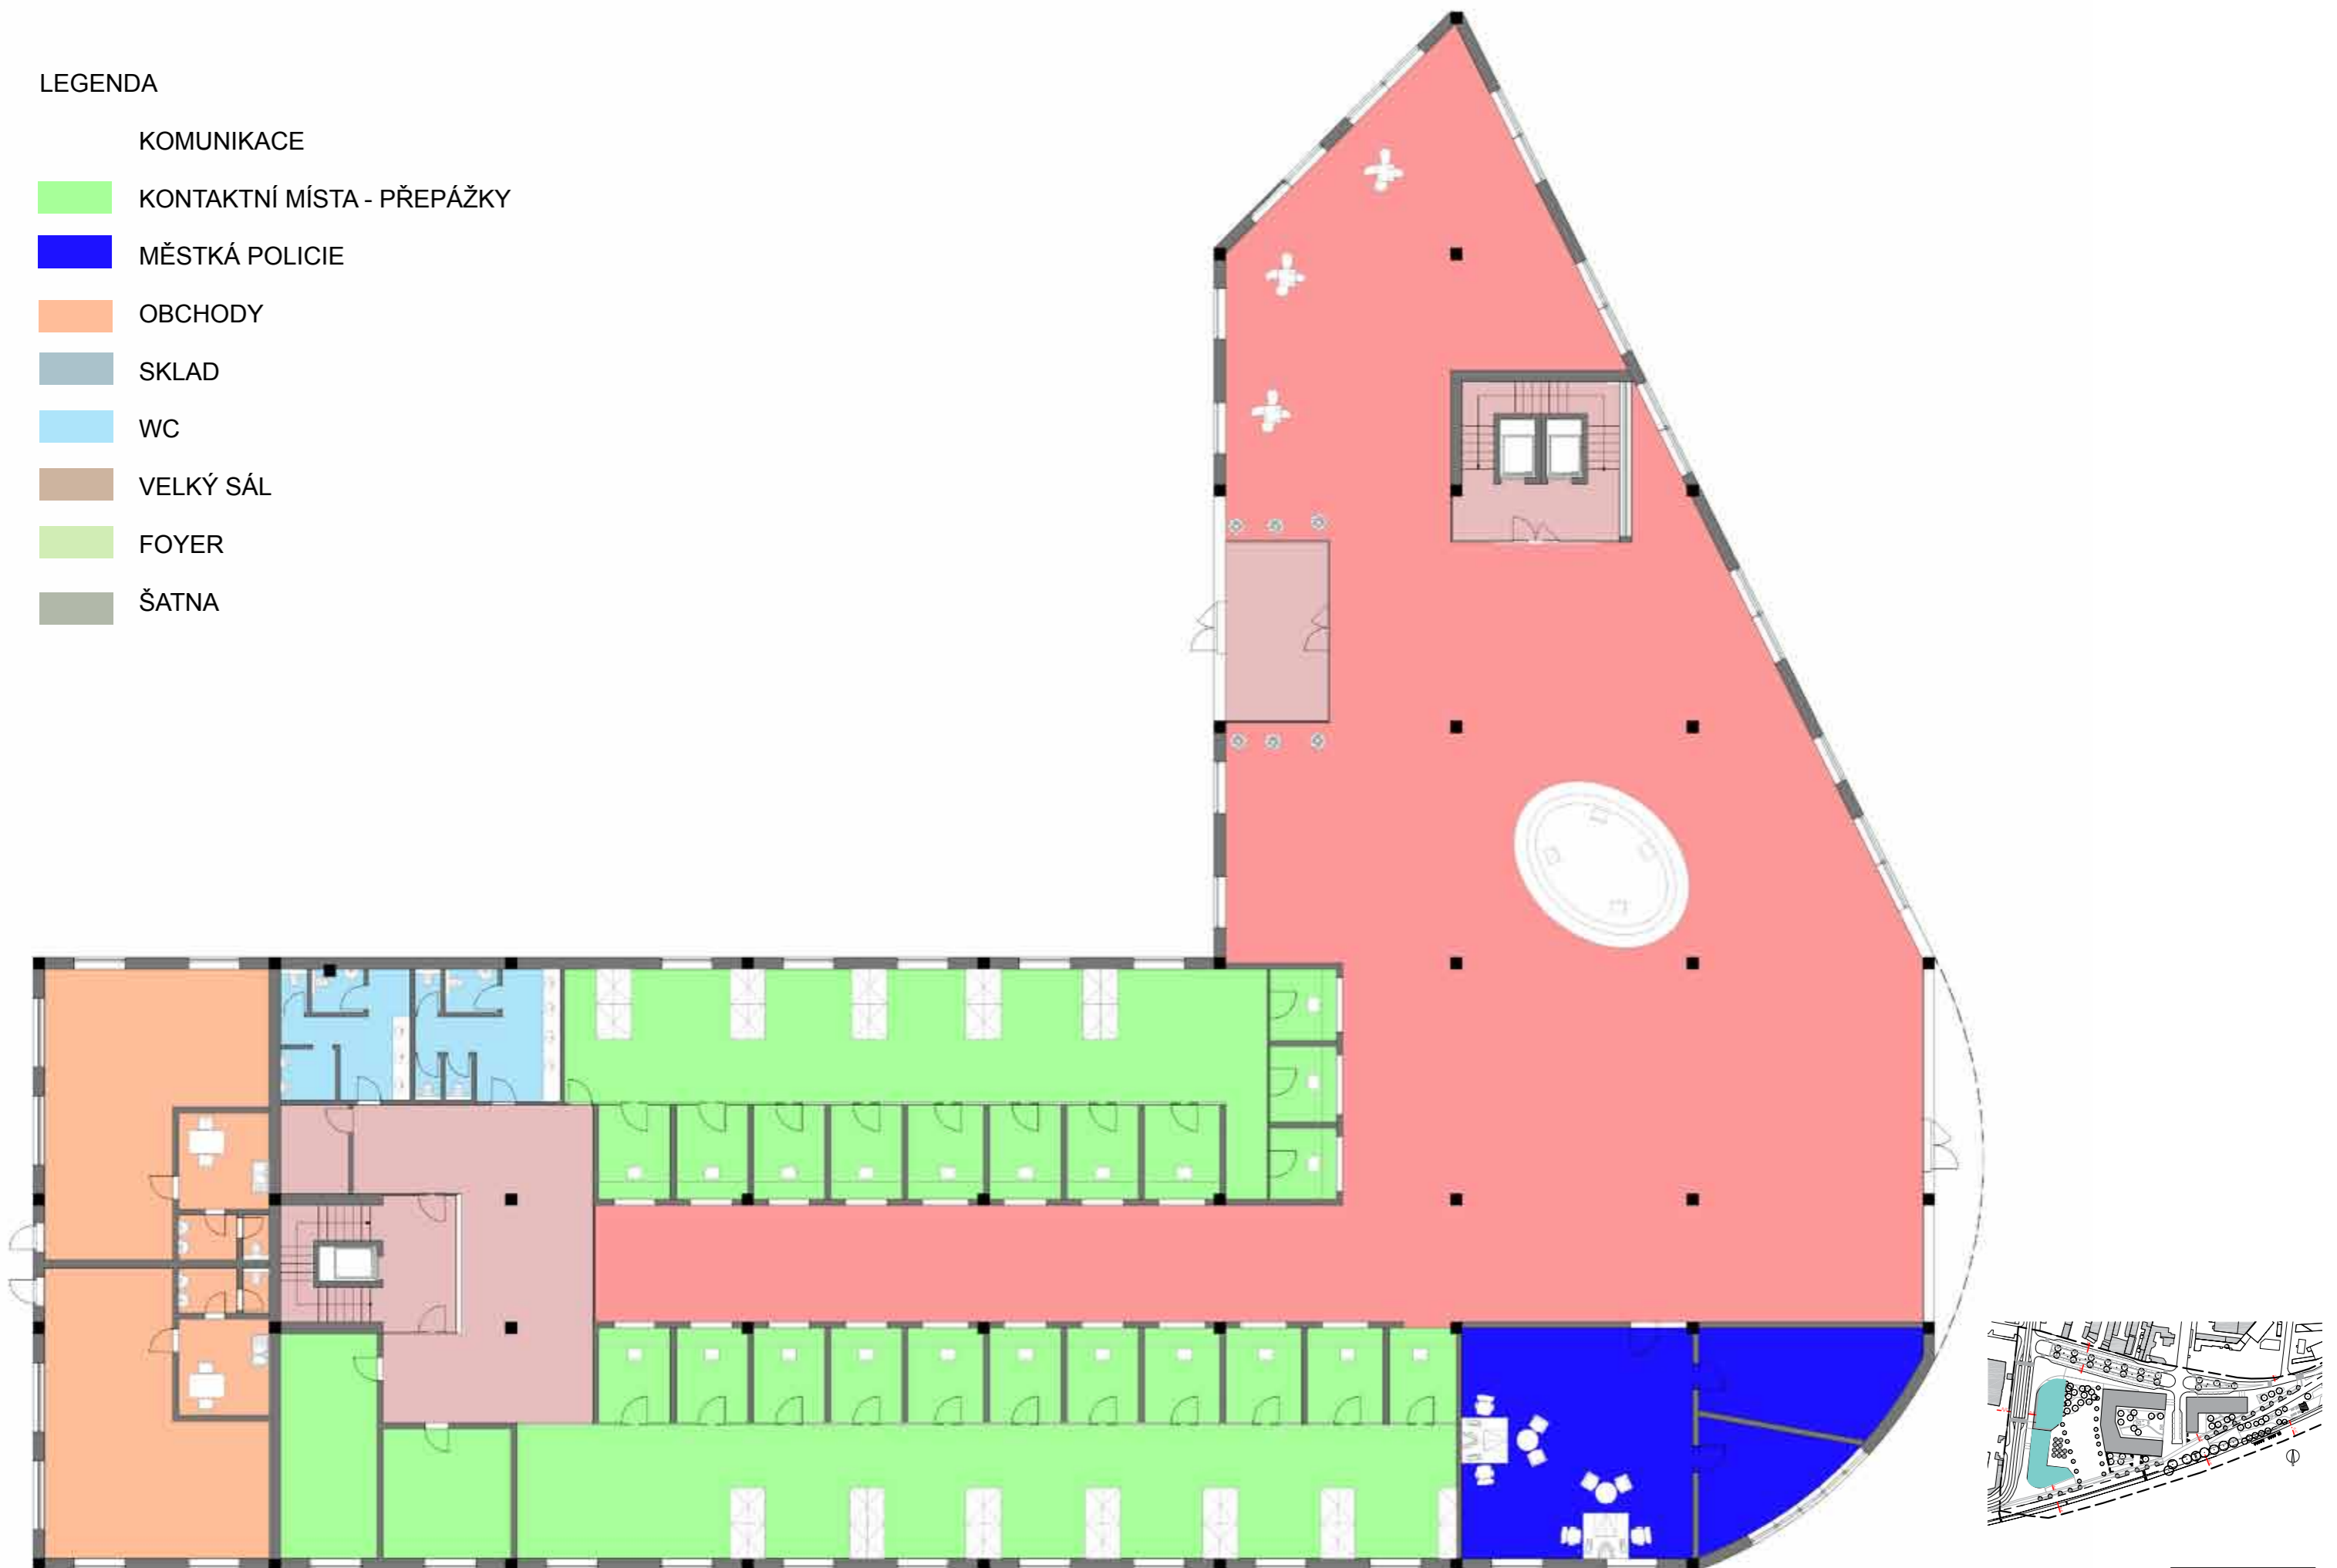 LEGENDA
KOMUNIKACE
KONTAKTNÍ MÍSTA - PŘEPÁŽKY
MĚSTKÁ POLICIE
OBCHODY
SKLAD
WC
VELKÝ SÁL
FOYER
ŠATNA